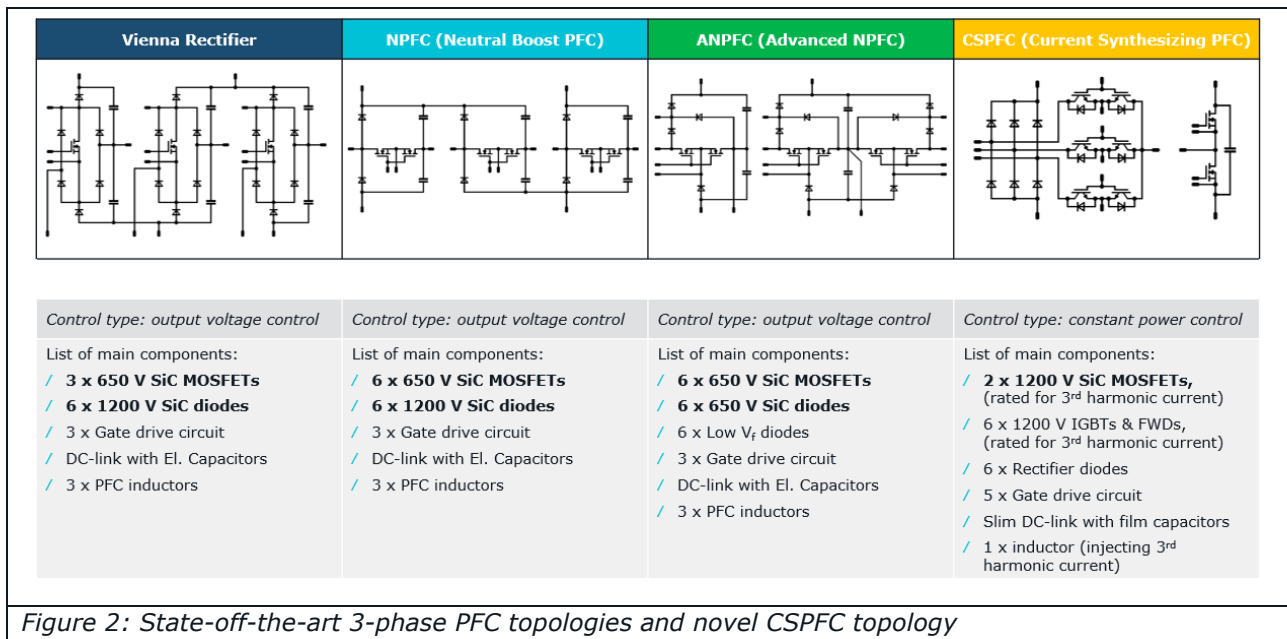 Vienna Rectifier
NPFC (Neutral Boost PFC)
ANPFC (Advanced NPFC)
CSPFC (Current Synthesizing PFC)
Control type: output voltage control
List of main components:
/ 3 x 650 V SiC MOSFETs
/ 6 x 1200 V SiC diodes
/ 3 x Gate drive circuit
/ DC-link with El. Capacitors
/ 3 x PFC inductors
Control type: output voltage control
List of main components:
/ 6 x 650 V SiC MOSFETs
/ 6 x 1200 V SiC diodes
/ 3 x Gate drive circuit
/ DC-link with El. Capacitors
/ 3 x PFC inductors
Control type: output voltage control
List of main components:
/ 6 x 650 V SiC MOSFETs
/ 6 x 650 V SiC diodes
/ 6 x Low Vf diodes
/ 3 x Gate drive circuit
/ DC-link with El. Capacitors
/ 3 x PFC inductors
Control type: constant power control
List of main components:
/ 2 x 1200 V SiC MOSFETs,
(rated for 3rd harmonic current)
/ 6 x 1200 V IGBTs & FWDs,
(rated for 3rd harmonic current)
/ 6 x Rectifier diodes
/ 5 x Gate drive circuit
/ Slim DC-link with film capacitors
/ 1 x inductor (injecting 3rd
harmonic current)
Figure 2: State-off-the-art 3-phase PFC topologies and novel CSPFC topology